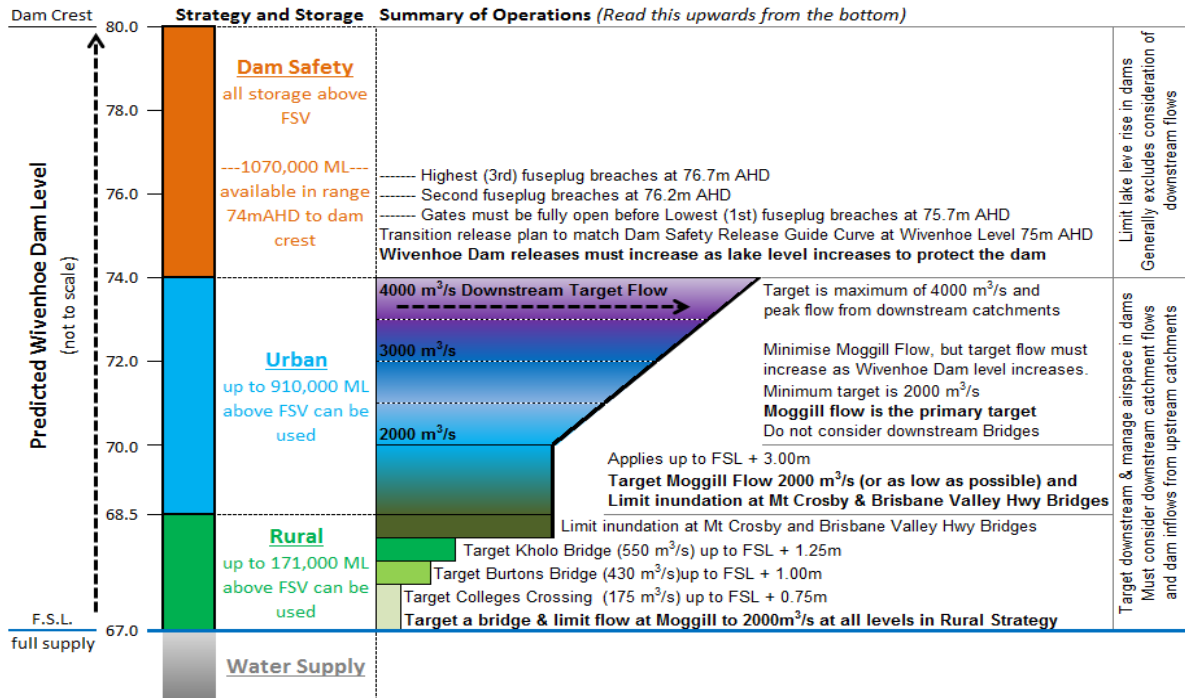 Dam Crest
Strategy and Storage
Summary of Operations (Read this upwards from the bottom)
80.0
78.0
76.0
74.0
72.0
70.0
68.5
67.0
F.S.L.
full supply
Predicted Wivenhoe Dam Level
(not to scale)
Dam Safety
all storage above
FSV
---1070,000 ML---
available in range
74mAHD to dam
crest
Urban
up to 910,000 ML
above FSV can be
used
Rural
up to 171,000 ML
above FSV can be
used
Water Supply
------- Highest (3rd) fuseplug breaches at 76.7m AHD
------- Second fuseplug breaches at 76.2m AHD
------- Gates must be fully open before Lowest (1st) fuseplug breaches at 75.7m AHD
Transition release plan to match Dam Safety Release Guide Curve at Wivenhoe Level 75m AHD
Wivenhoe Dam releases must increase as lake level increases to protect the dam
4000 m³/s Downstream Target Flow
3000 m³/s
2000 m³/s
Target is maximum of 4000 m³/s and
peak flow from downstream catchments
Minimise Moggill Flow, but target flow must
increase as Wivenhoe Dam level increases.
Minimum target is 2000 m³/s
Moggill flow is the primary target
Do not consider downstream Bridges
Applies up to FSL + 3.00m
Target Moggill Flow 2000 m³/s (or as low as possible) and
Limit inundation at Mt Crosby & Brisbane Valley Hwy Bridges
Limit inundation at Mt Crosby and Brisbane Valley Hwy Bridges
Target Kholo Bridge (550 m³/s) up to FSL + 1.25m
Target Burtons Bridge (430 m³/s)up to FSL + 1.00m
Target Colleges Crossing (175 m³/s) up to FSL + 0.75m
Target a bridge & limit flow at Moggill to 2000m³/s at all levels in Rural Strategy
Limit lake leve rise in dams
Generally excludes consideration of
downstream flows
Target downstream & manage airspace in dams
Must consider downstream catchment flows
and dam inflows from upstream catchments